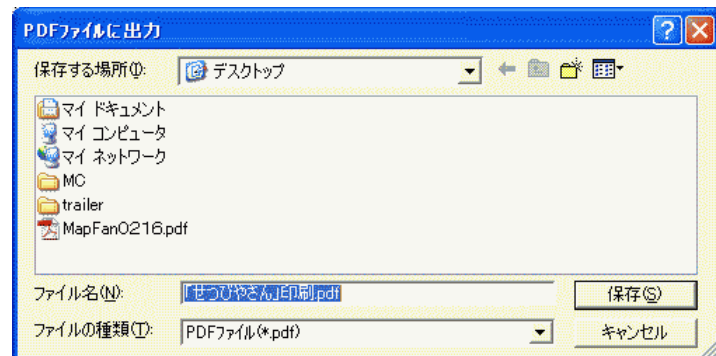 PDFファイルに出力
保存する場所(I):
デスクトップ
マイ ドキュメント
マイ コンピュータ
マイ ネットワーク
MC
trailer
MapFan0216.pdf
ファイル名(N):
「せつびやさん」印刷.pdf
保存(S)
ファイルの種類(T):
PDFファイル(*.pdf)
キャンセル